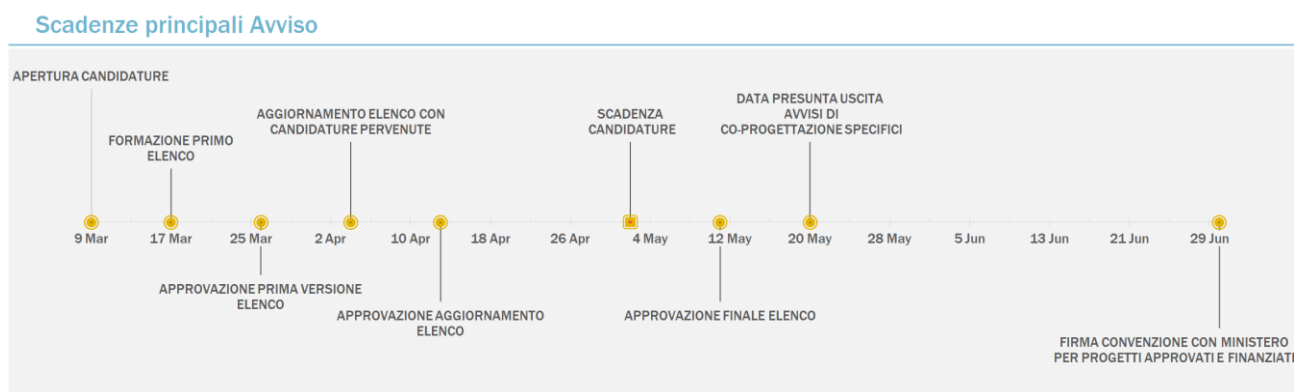 Scadenze principali Avviso
APERTURA CANDIDATURE
FORMAZIONE PRIMO
ELENCO
AGGIORNAMENTO ELENCO CON
CANDIDATURE PERVENUTE
SCADENZA
CANDIDATURE
DATA PRESUNTA USCITA
AVVISI DI
CO-PROGETTAZIONE SPECIFICI
9 Mar 17 Mar 25 Mar 2 Apr 10 Apr 18 Apr 26 Apr 4 May 12 May 20 May 28 May 5 Jun 13 Jun 21 Jun 29 Jun
APPROVAZIONE PRIMA VERSIONE
ELENCO
APPROVAZIONE AGGIORNAMENTO
ELENCO
APPROVAZIONE FINALE ELENCO
FIRMA CONVENZIONE CON MINISTERO
PER PROGETTI APPROVATI E FINANZIATI